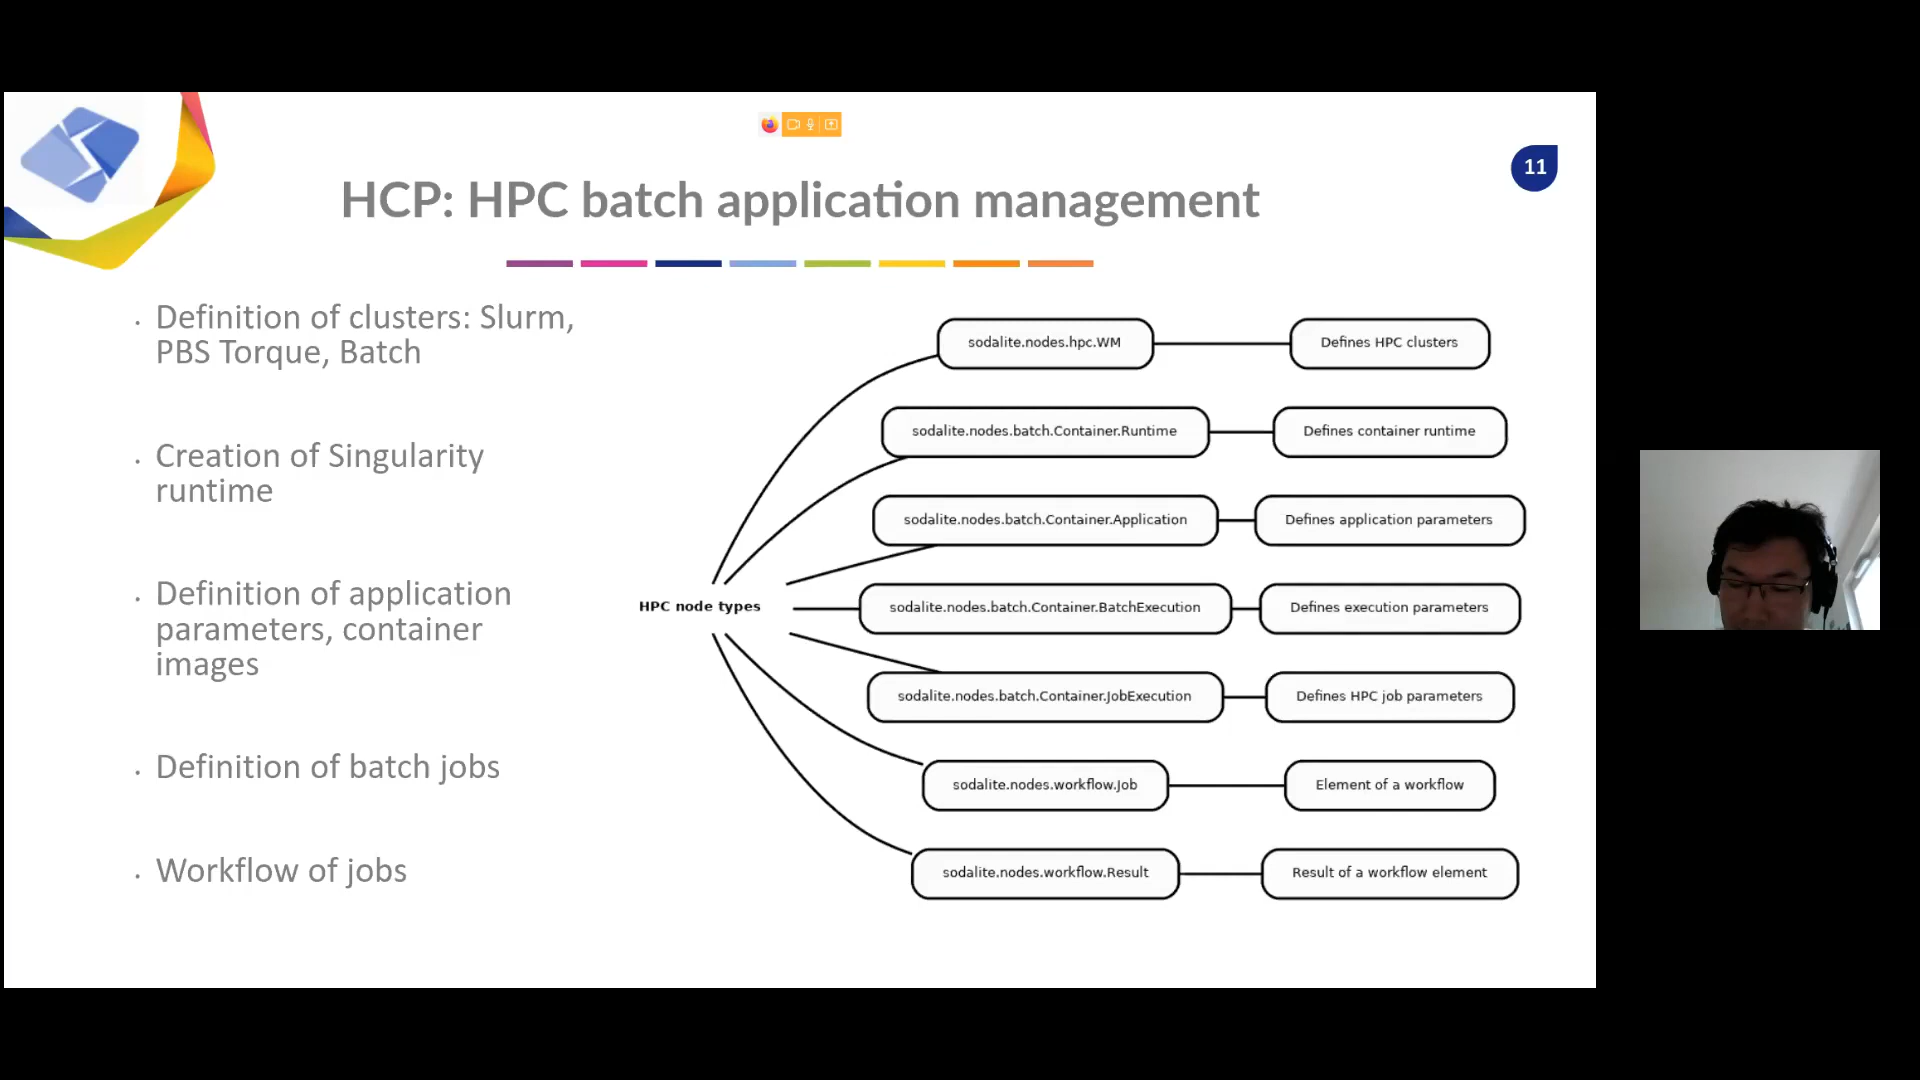 11
HCP: HPC batch application management
• Definition of clusters: Slurm,
PBS Torque, Batch
• Creation of Singularity
runtime
• Definition of application
parameters, container
images
• Definition of batch jobs
• Workflow of jobs
HPC node types
sodalite.nodes.hpc.WM
Defines HPC clusters
sodalite.nodes.batch.Container.Runtime
Defines container runtime
sodalite.nodes.batch.Container.Application
Defines application parameters
sodalite.nodes.batch.Container.BatchExecution
Defines execution parameters
sodalite.nodes.batch.Container.JobExecution
Defines HPC job parameters
sodalite.nodes.workflow.Job
Element of a workflow
sodalite.nodes.workflow.Result
Result of a workflow element